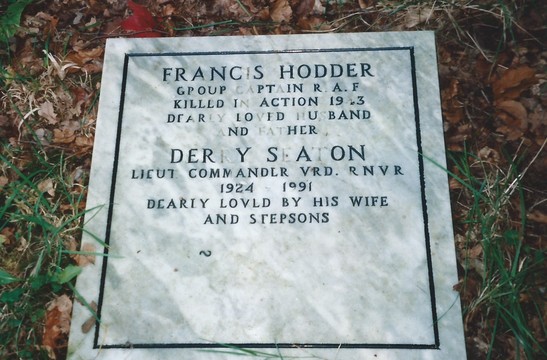 FRANCIS HODDER
GROUP CAPTAIN R.A.F
KILLED IN ACTION 1943
DEARLY LOVED HUSBAND
AND FATHER
DERRY SEATON
LIEUT COMMANDER VRD. RNVR
1924 - 1991
DEARLY LOVED BY HIS WIFE
AND STEPSONS